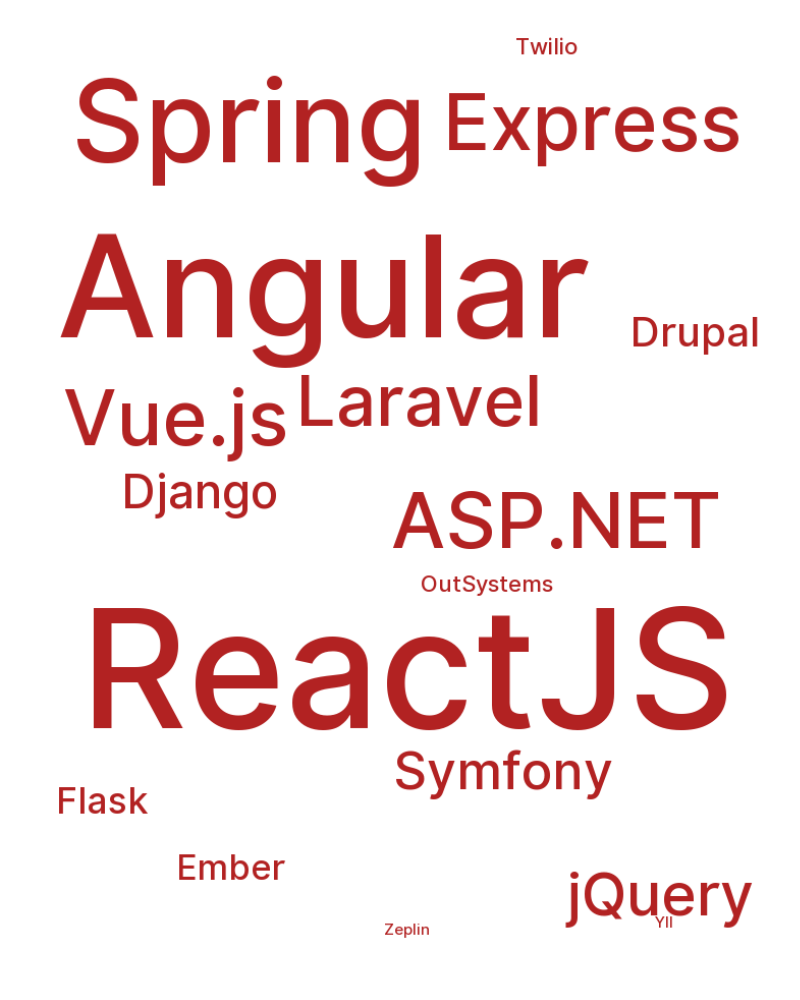 Twilio
Spring
Express
Angular
Drupal
Laravel
Vue.js
Django
ASP.NET
OutSystems
ReactJS
Symfony
Flask
Ember
jQuery
YII
Zeplin